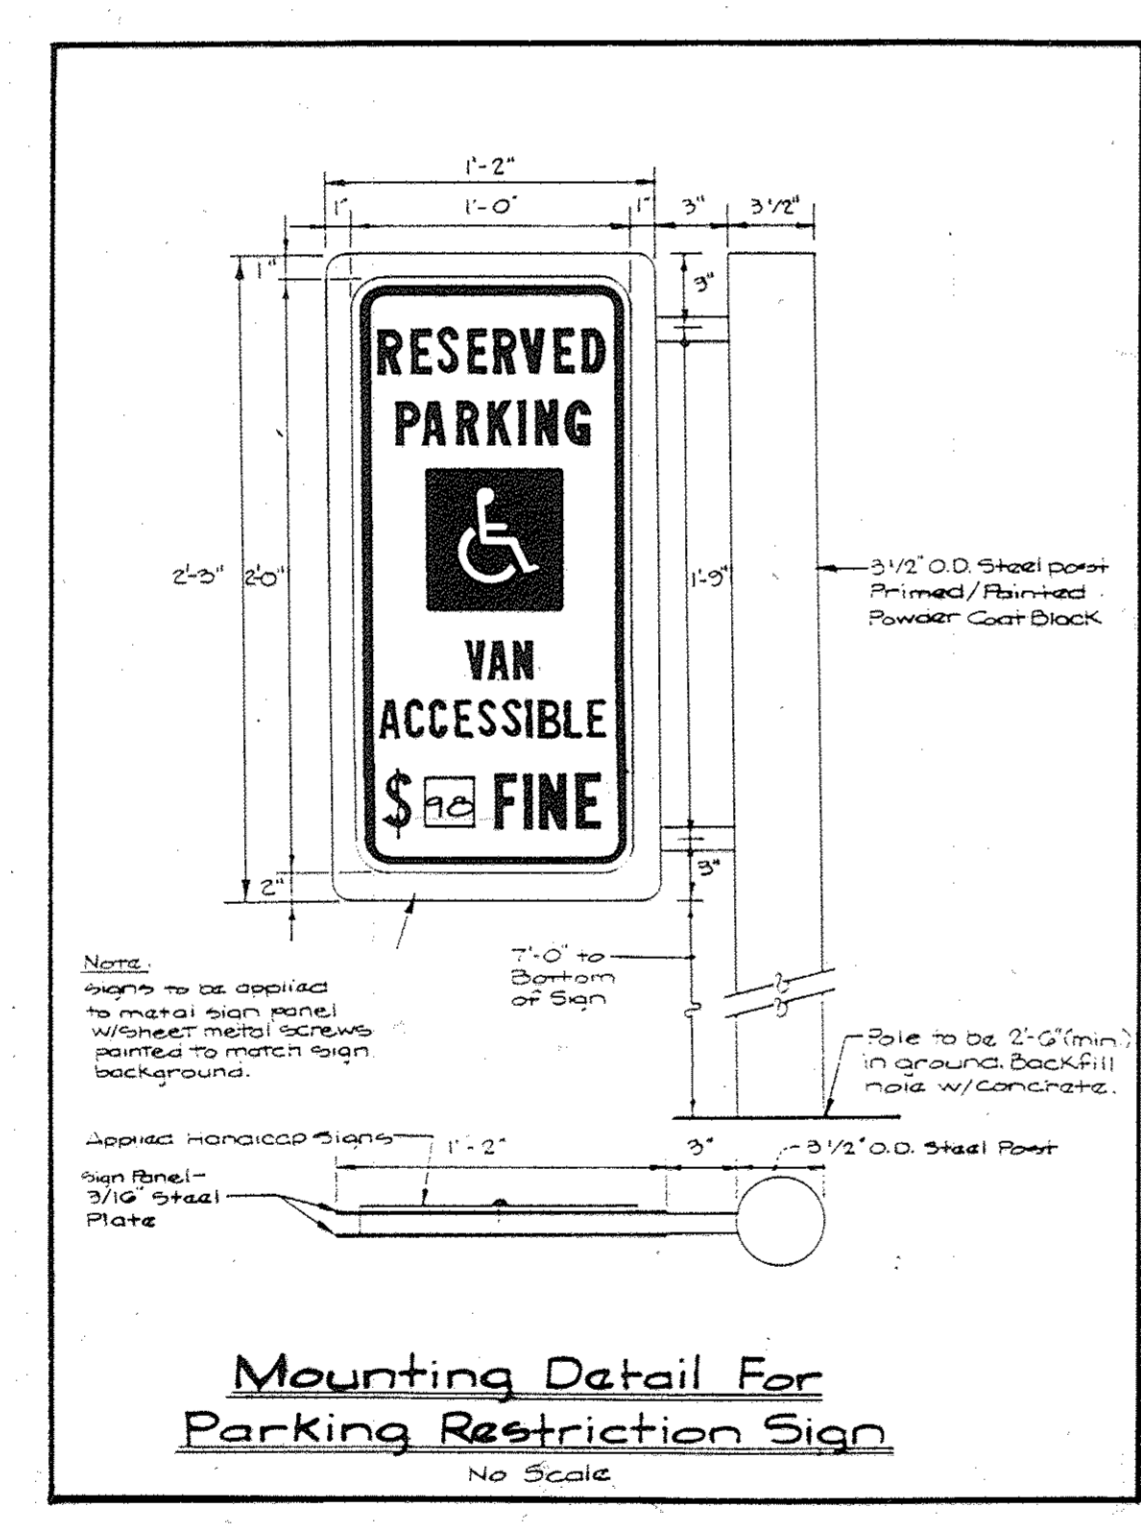 1'-2"
1" 1'-0" 1" 3" 3 1/2"
1"
3"
RESERVED
PARKING
2'-3" 2'-0" 1'-9"
3 1/2" O.D. Steel post
Primed/Painted
Powder Coat Black
VAN
ACCESSIBLE
$ 98 FINE
2"
3"
Note:
Signs to be applied
to metal sign panel
w/sheet metal screws
painted to match sign
background.
7'-0" to
Bottom
of Sign
Pole to be 2'-6" (min.)
in ground. Backfill
hole w/concrete.
Applied Handicap Signs
1'-2" 3" 3 1/2" O.D. Steel Post
Sign Panel-
3/16" Steel
Plate
Mounting Detail For
Parking Restriction Sign
No Scale